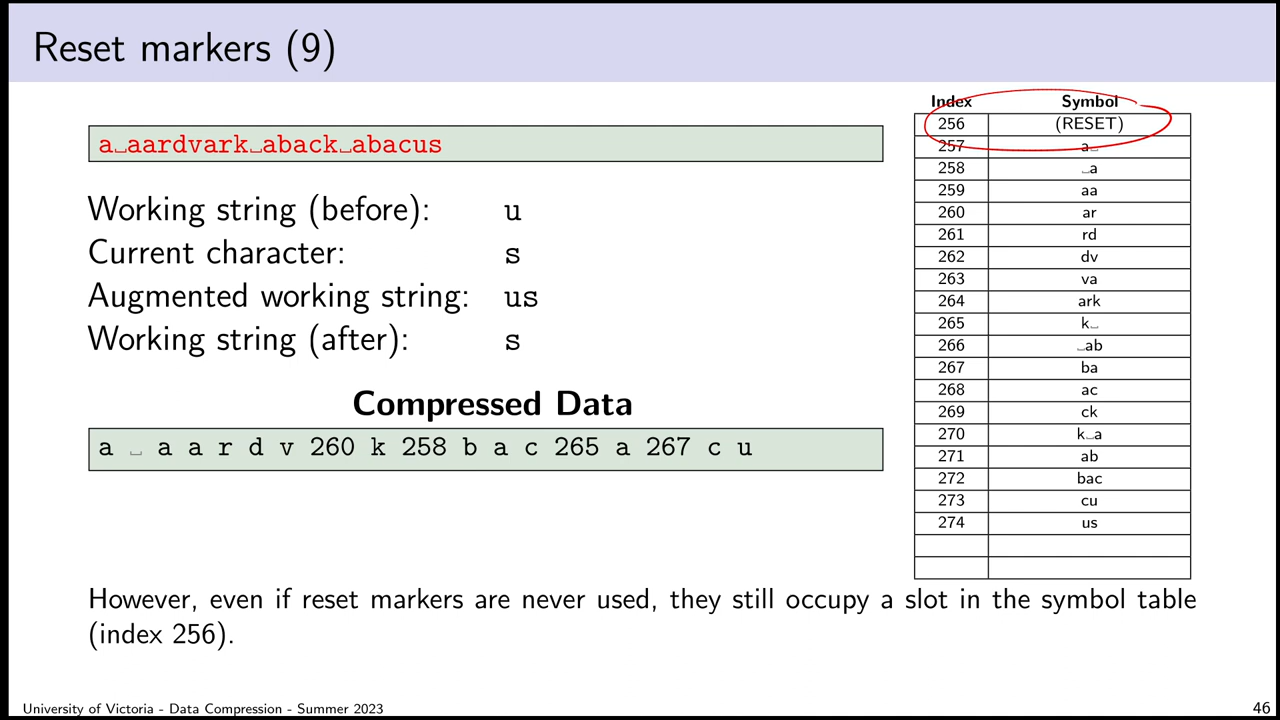 Reset markers (9)
a␣aardvark␣aback␣abacus
Working string (before): u
Current character: s
Augmented working string: us
Working string (after): s
Compressed Data
a ␣ a a r d v 260 k 258 b a c 265 a 267 c u
Index Symbol
256 (RESET)
257 a␣
258 ␣a
259 aa
260 ar
261 rd
262 dv
263 va
264 ark
265 k␣
266 ␣ab
267 ba
268 ac
269 ck
270 k␣a
271 ab
272 bac
273 cu
274 us
However, even if reset markers are never used, they still occupy a slot in the symbol table
(index 256).
University of Victoria - Data Compression - Summer 2023
46